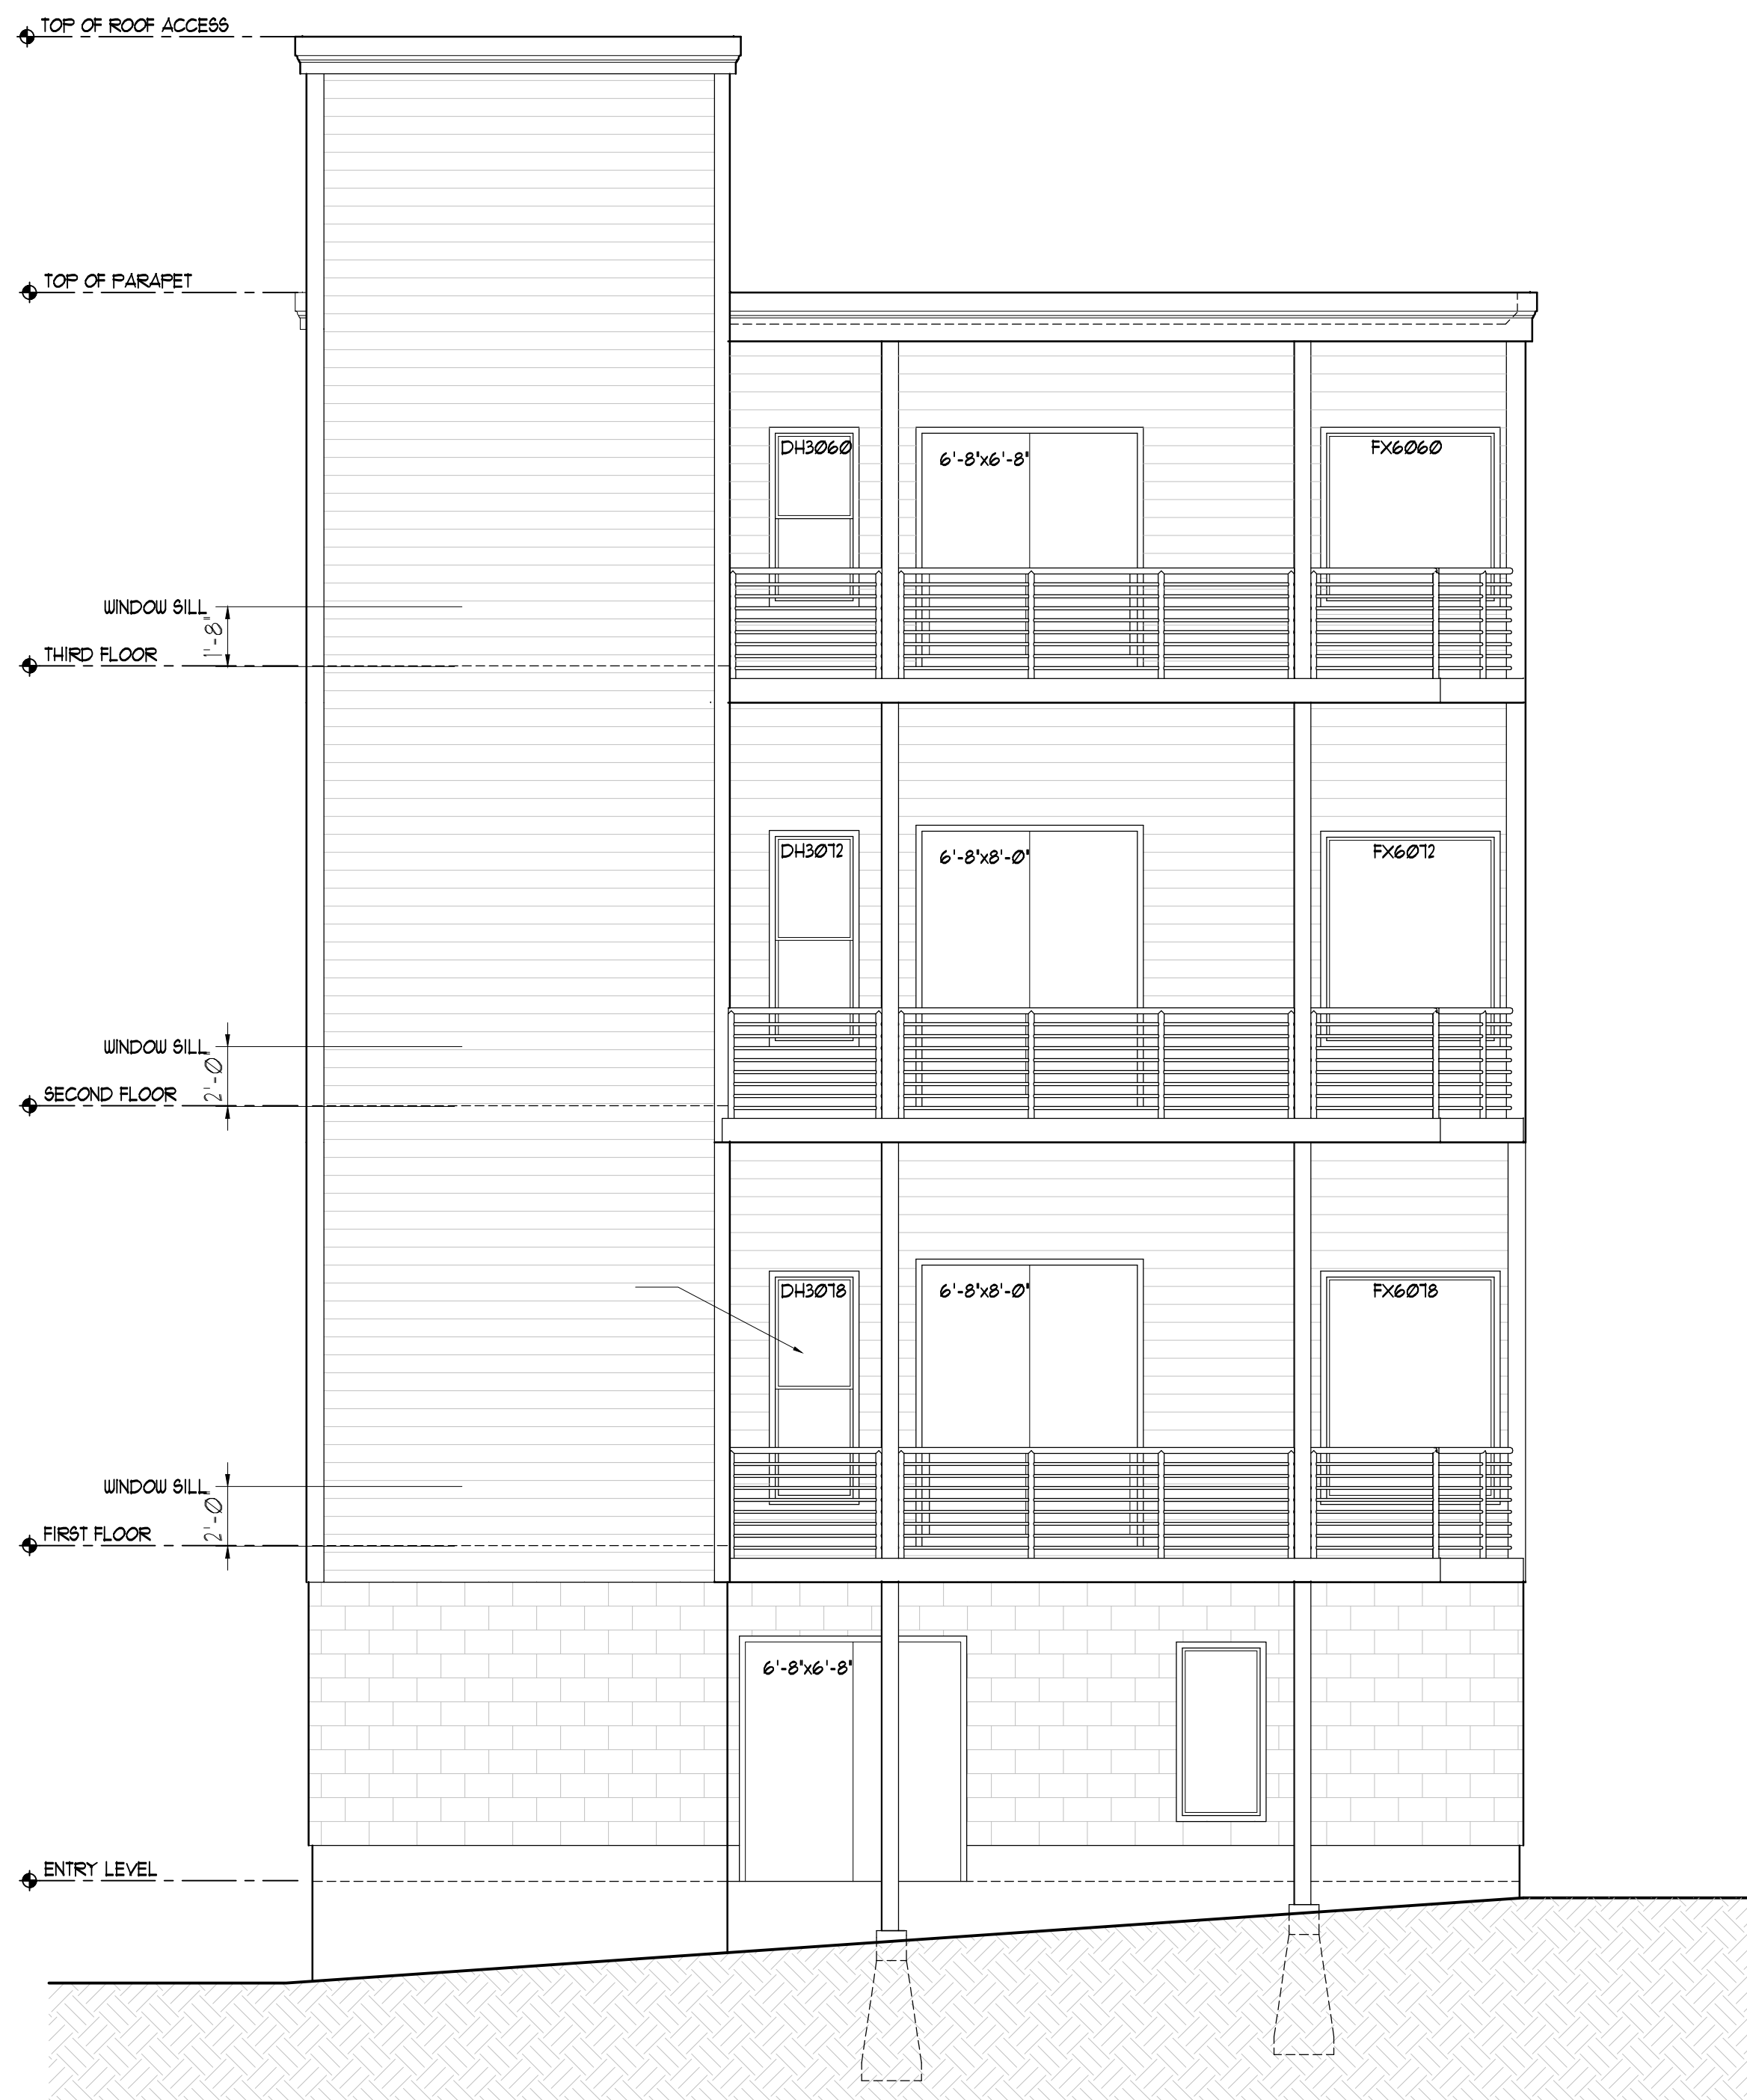 TOP OF ROOF ACCESS
TOP OF PARAPET
DH3060
6'-8"x6'-8"
FX6060
WINDOW SILL
1'-8"
THIRD FLOOR
DH3072
6'-8"x8'-0"
FX6072
WINDOW SILL
2'-0"
SECOND FLOOR
DH3078
6'-8"x8'-0"
FX6078
WINDOW SILL
2'-0"
FIRST FLOOR
6'-8"x6'-8"
ENTRY LEVEL